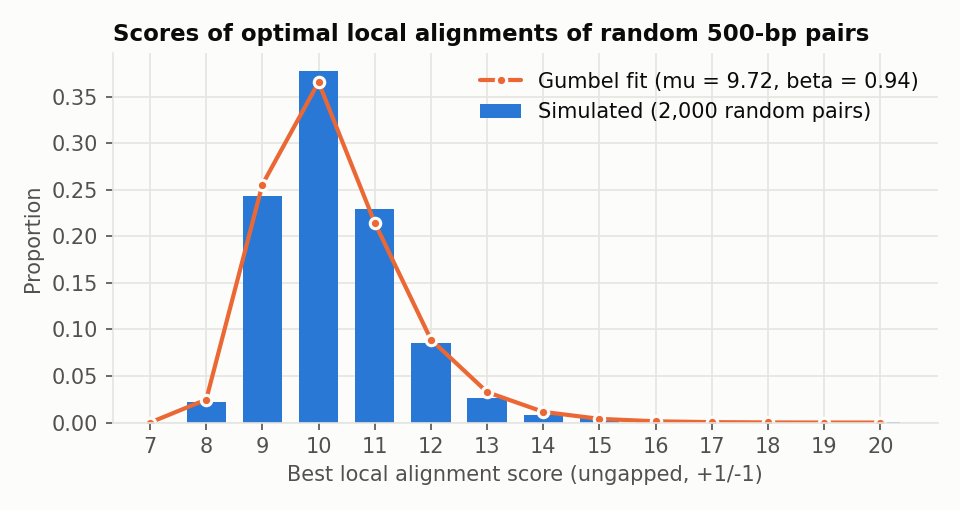 Scores of optimal local alignments of random 500-bp pairs
Gumbel fit (mu = 9.72, beta = 0.94)
Simulated (2,000 random pairs)
Proportion
0.35
0.30
0.25
0.20
0.15
0.10
0.05
0.00
7 8 9 10 11 12 13 14 15 16 17 18 19 20
Best local alignment score (ungapped, +1/-1)